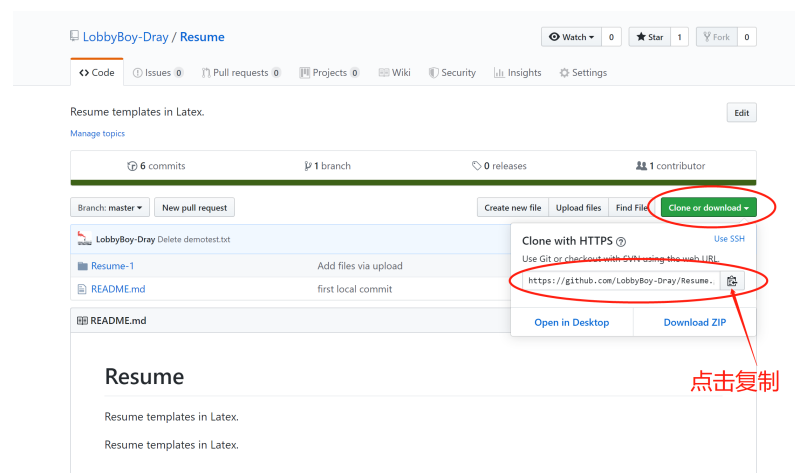 LobbyBoy-Dray / Resume
Watch 0 Star 1 Fork 0
Code Issues 0 Pull requests 0 Projects 0 Wiki Security Insights Settings
Resume templates in Latex.
Edit
Manage topics
6 commits 1 branch 0 releases 1 contributor
Branch: master New pull request Create new file Upload files Find File Clone or download
LobbyBoy-Dray Delete demotest.txt
Clone with HTTPS ? Use SSH
Use Git or checkout with SVN using the web URL.
Resume-1 Add files via upload
https://github.com/LobbyBoy-Dray/Resume.
README.md first local commit
Open in Desktop Download ZIP
README.md
点击复制
Resume
Resume templates in Latex.
Resume templates in Latex.